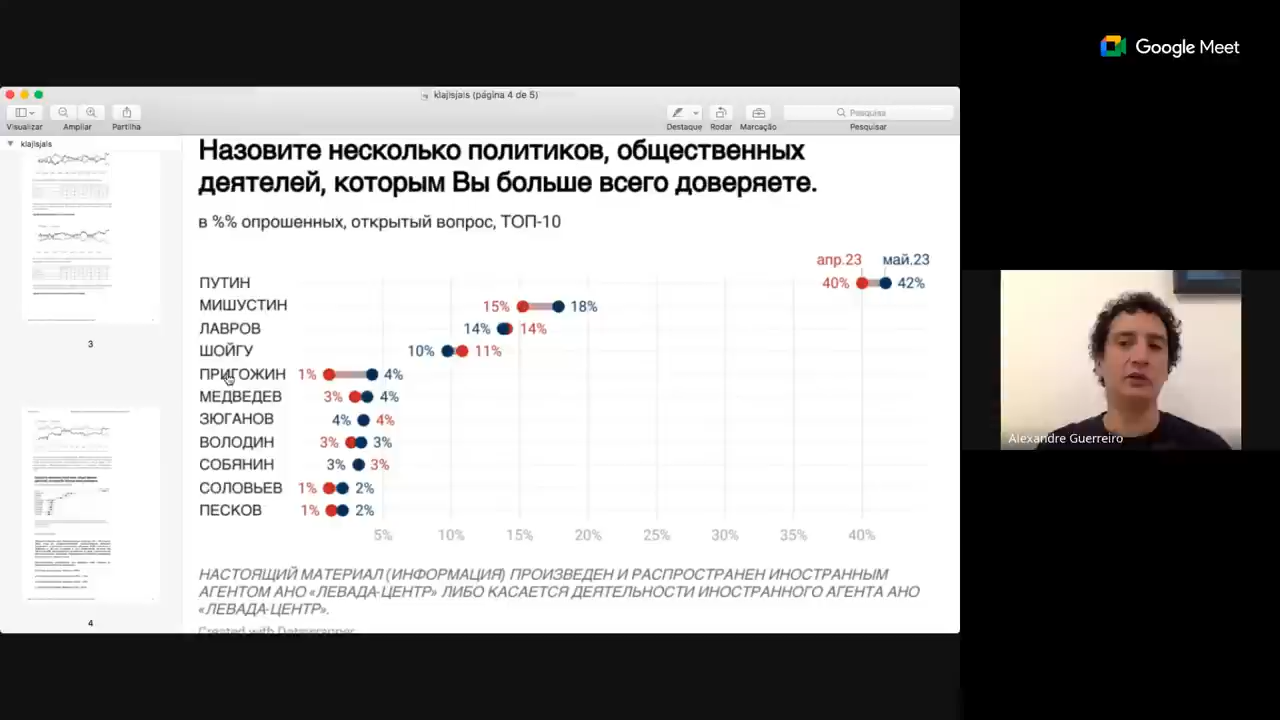 Google Meet
klajlsjals (página 4 de 5)
Visualizar
Ampliar
Partilha
Destaque
Rodar
Marcação
Pesquisa
Pesquisar
klajlsjals
3
4
Назовите несколько политиков, общественных
деятелей, которым Вы больше всего доверяете.
в %% опрошенных, открытый вопрос, ТОП-10
апр.23 май.23
ПУТИН 40% 42%
МИШУСТИН 15% 18%
ЛАВРОВ 14% 14%
ШОЙГУ 10% 11%
ПРИГОЖИН 1% 4%
МЕДВЕДЕВ 3% 4%
ЗЮГАНОВ 4% 4%
ВОЛОДИН 3% 3%
СОБЯНИН 3% 3%
СОЛОВЬЕВ 1% 2%
ПЕСКОВ 1% 2%
5% 10% 15% 20% 25% 30% 35% 40%
НАСТОЯЩИЙ МАТЕРИАЛ (ИНФОРМАЦИЯ) ПРОИЗВЕДЕН И РАСПРОСТРАНЕН ИНОСТРАННЫМ
АГЕНТОМ АНО «ЛЕВАДА-ЦЕНТР» ЛИБО КАСАЕТСЯ ДЕЯТЕЛЬНОСТИ ИНОСТРАННОГО АГЕНТА АНО
«ЛЕВАДА-ЦЕНТР».
Created with Datawrapper
Alexandre Guerreiro